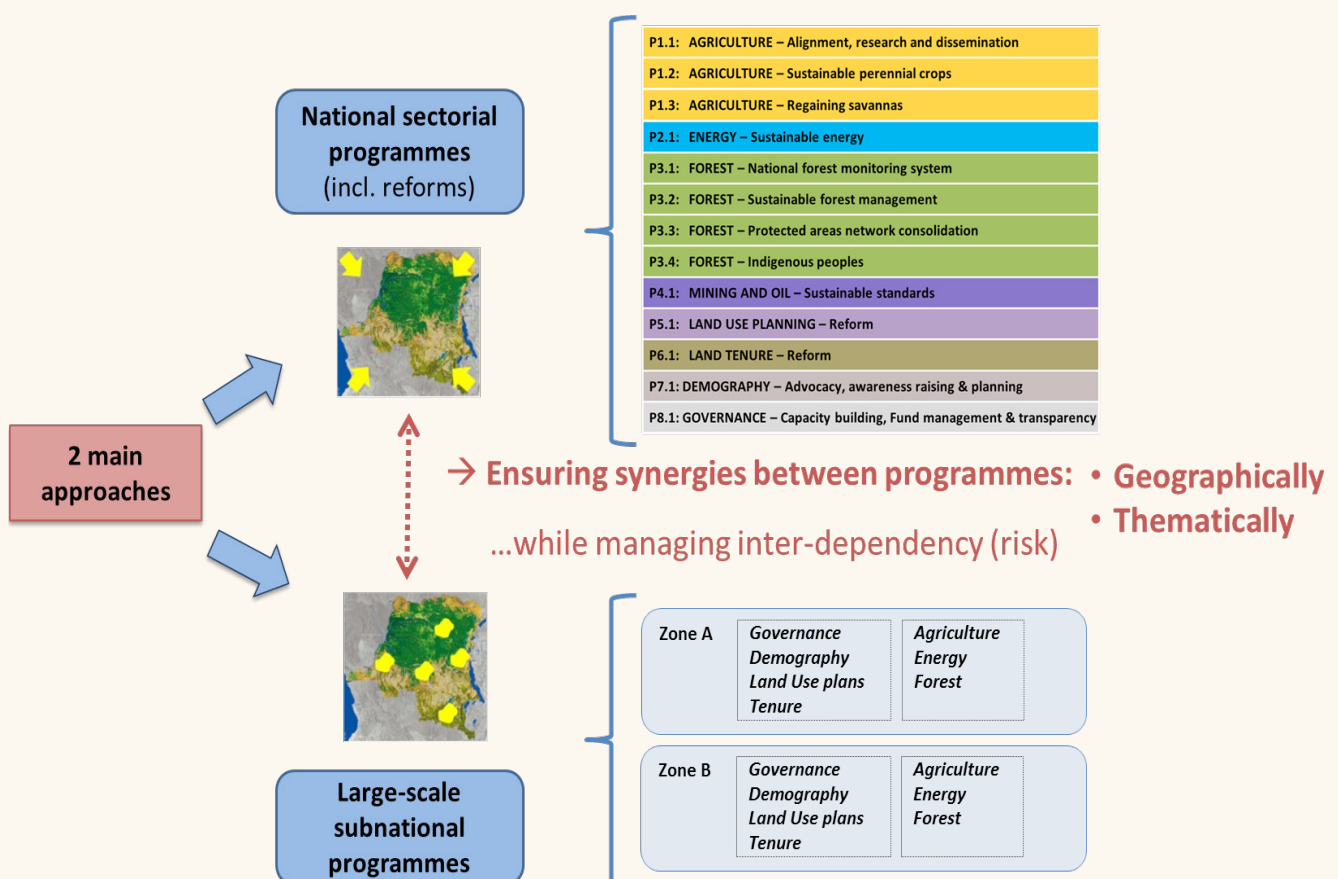 National sectorial
programmes
(incl. reforms)
P1.1: AGRICULTURE – Alignment, research and dissemination
P1.2: AGRICULTURE – Sustainable perennial crops
P1.3: AGRICULTURE – Regaining savannas
P2.1: ENERGY – Sustainable energy
P3.1: FOREST – National forest monitoring system
P3.2: FOREST – Sustainable forest management
P3.3: FOREST – Protected areas network consolidation
P3.4: FOREST – Indigenous peoples
P4.1: MINING AND OIL – Sustainable standards
P5.1: LAND USE PLANNING – Reform
P6.1: LAND TENURE – Reform
P7.1: DEMOGRAPHY – Advocacy, awareness raising & planning
P8.1: GOVERNANCE – Capacity building, Fund management & transparency
2 main
approaches
→ Ensuring synergies between programmes:
• Geographically
• Thematically
...while managing inter-dependency (risk)
Large-scale
subnational
programmes
Zone A
Governance
Demography
Land Use plans
Tenure
Agriculture
Energy
Forest
Zone B
Governance
Demography
Land Use plans
Tenure
Agriculture
Energy
Forest